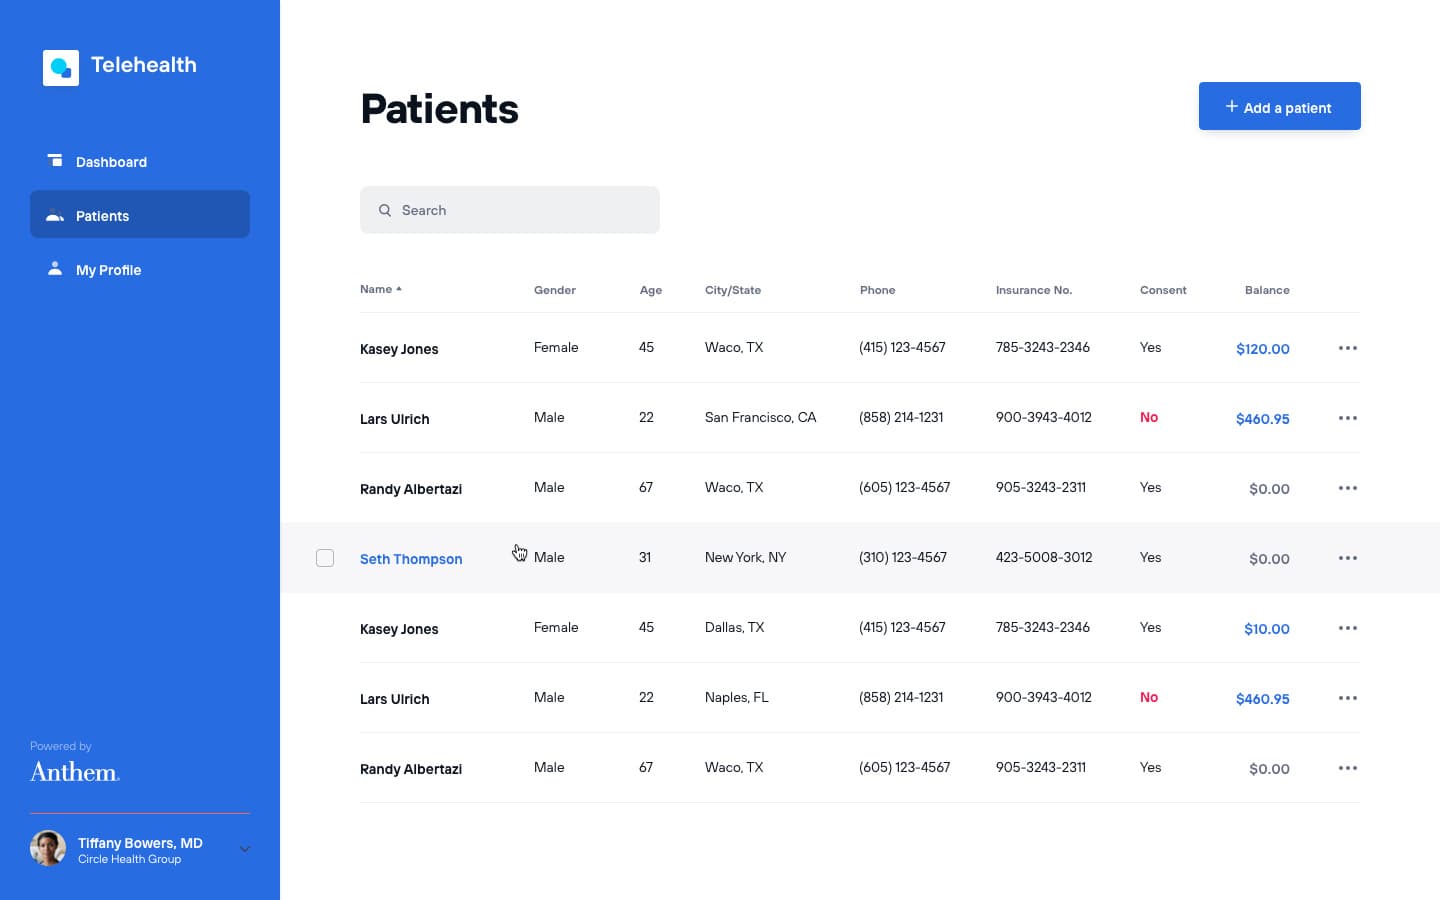 Telehealth
Dashboard
Patients
My Profile
Powered by
Anthem.
Tiffany Bowers, MD
Circle Health Group
Patients
+ Add a patient
Search
Name Gender Age City/State Phone Insurance No. Consent Balance
Kasey Jones Female 45 Waco, TX (415) 123-4567 785-3243-2346 Yes $120.00
Lars Ulrich Male 22 San Francisco, CA (858) 214-1231 900-3943-4012 No $460.95
Randy Albertazi Male 67 Waco, TX (605) 123-4567 905-3243-2311 Yes $0.00
Seth Thompson Male 31 New York, NY (310) 123-4567 423-5008-3012 Yes $0.00
Kasey Jones Female 45 Dallas, TX (415) 123-4567 785-3243-2346 Yes $10.00
Lars Ulrich Male 22 Naples, FL (858) 214-1231 900-3943-4012 No $460.95
Randy Albertazi Male 67 Waco, TX (605) 123-4567 905-3243-2311 Yes $0.00